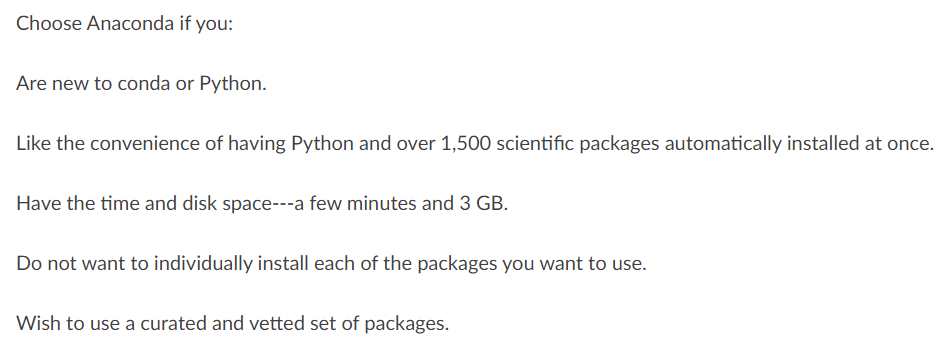 Choose Anaconda if you:
Are new to conda or Python.
Like the convenience of having Python and over 1,500 scientific packages automatically installed at once.
Have the time and disk space---a few minutes and 3 GB.
Do not want to individually install each of the packages you want to use.
Wish to use a curated and vetted set of packages.